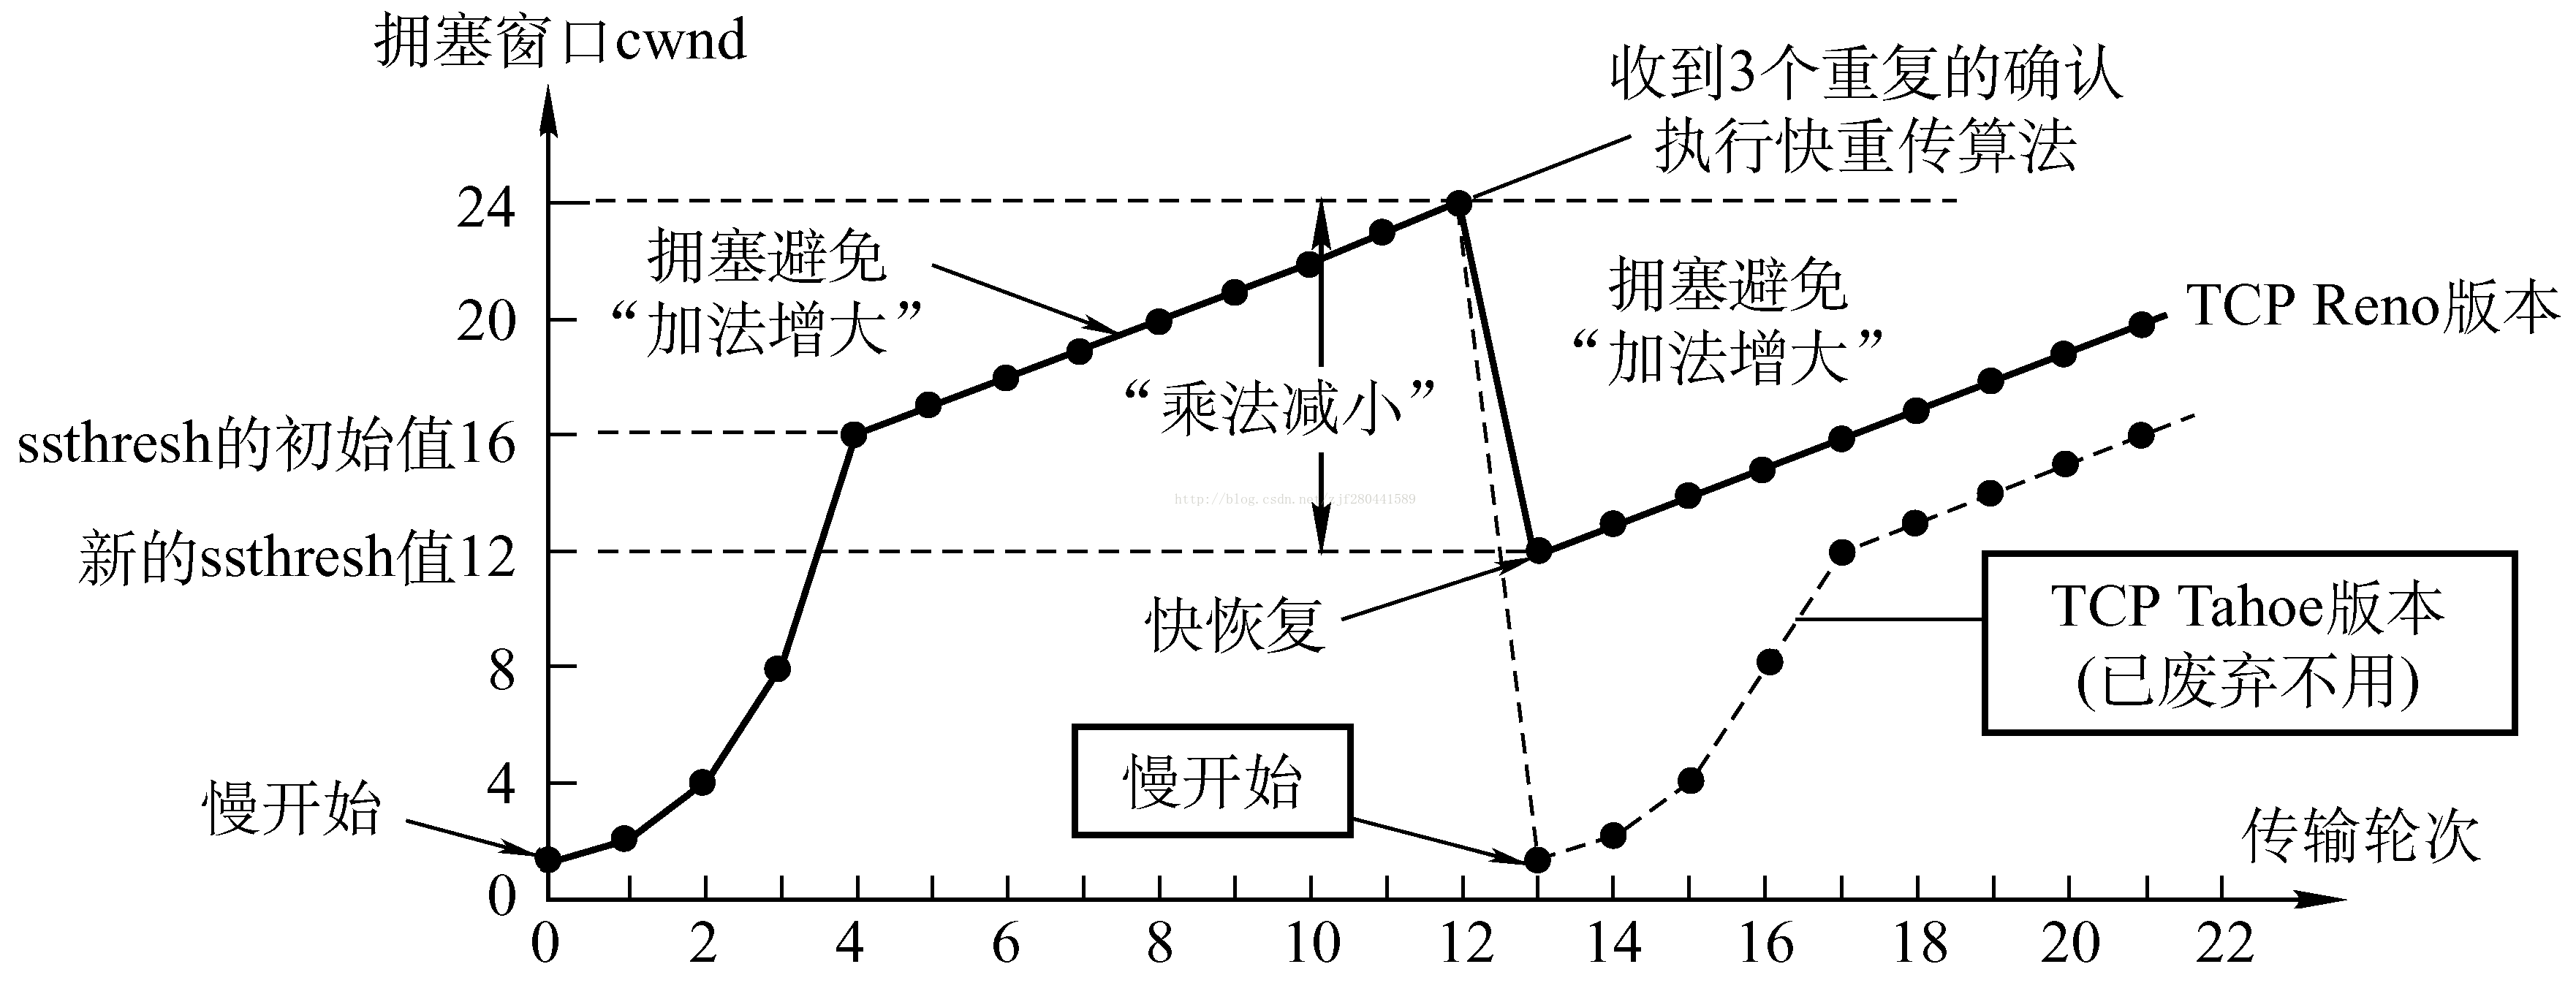 拥塞窗口cwnd
收到3个重复的确认
执行快重传算法
24
拥塞避免
“加法增大”
拥塞避免
“加法增大”
20
TCP Reno版本
“乘法减小”
ssthresh的初始值16
http://blog.csdn.net/zjf280441589
新的ssthresh值12
快恢复
TCP Tahoe版本
(已废弃不用)
8
慢开始
4
慢开始
传输轮次
0
0 2 4 6 8 10 12 14 16 18 20 22